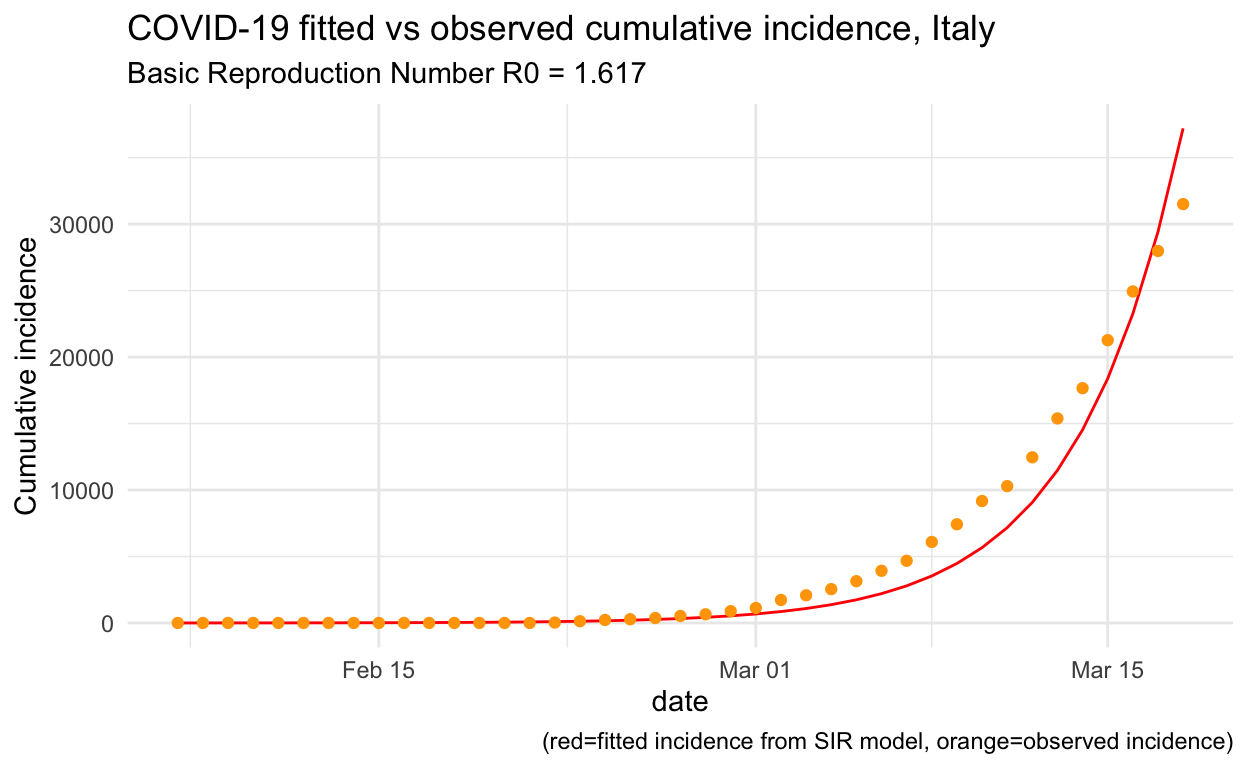 COVID-19 fitted vs observed cumulative incidence, Italy
Basic Reproduction Number R0 = 1.617
Cumulative incidence
30000
20000
10000
0
Feb 15
Mar 01
Mar 15
date
(red=fitted incidence from SIR model, orange=observed incidence)